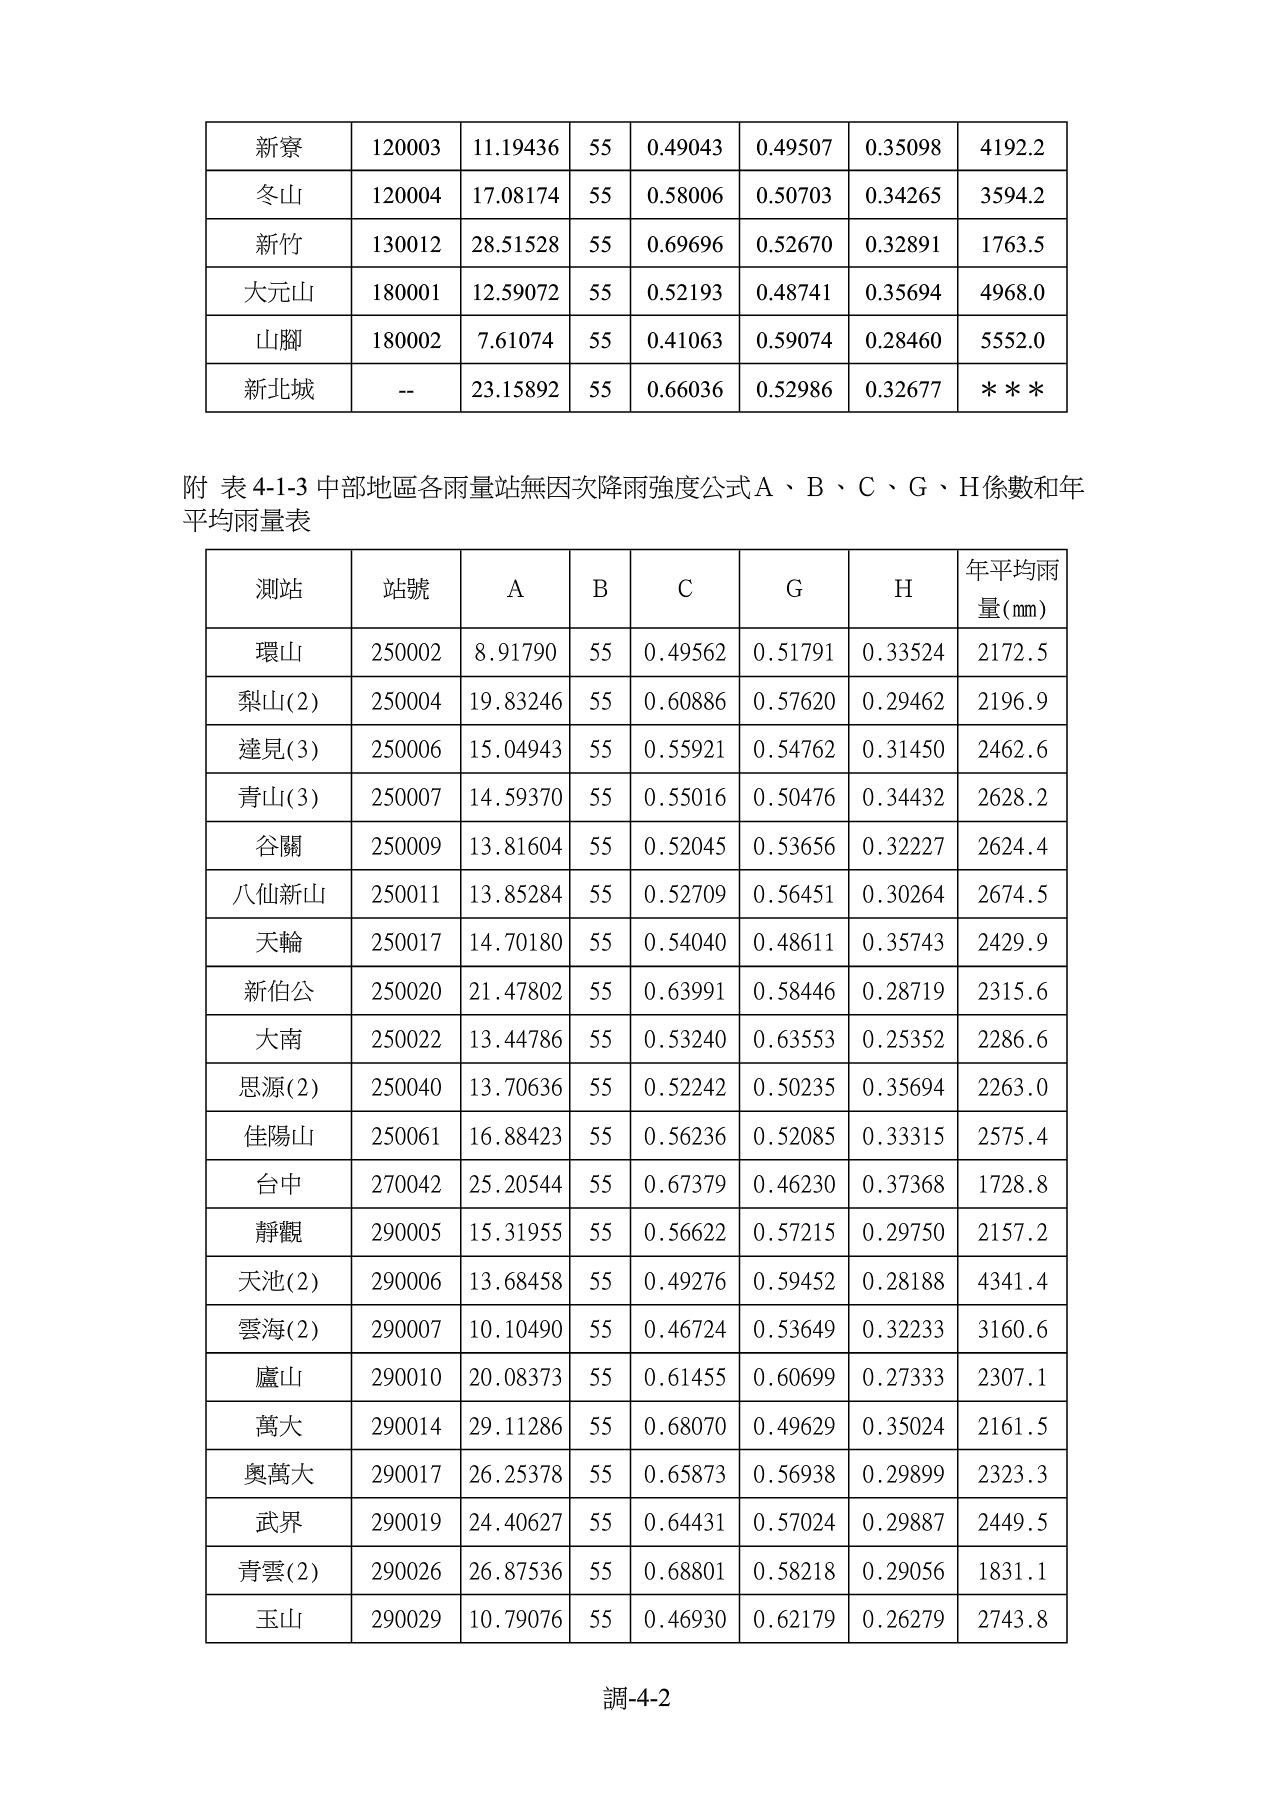 新寮 120003 11.19436 55 0.49043 0.49507 0.35098 4192.2
冬山 120004 17.08174 55 0.58006 0.50703 0.34265 3594.2
新竹 130012 28.51528 55 0.69696 0.52670 0.32891 1763.5
大元山 180001 12.59072 55 0.52193 0.48741 0.35694 4968.0
山腳 180002 7.61074 55 0.41063 0.59074 0.28460 5552.0
新北城 -- 23.15892 55 0.66036 0.52986 0.32677 ＊＊＊
附 表 4-1-3 中部地區各雨量站無因次降雨強度公式Ａ、Ｂ、Ｃ、Ｇ、Ｈ係數和年
平均雨量表
測站 站號 A B C G H 年平均雨
量(㎜)
環山 250002 8.91790 55 0.49562 0.51791 0.33524 2172.5
梨山(2) 250004 19.83246 55 0.60886 0.57620 0.29462 2196.9
達見(3) 250006 15.04943 55 0.55921 0.54762 0.31450 2462.6
青山(3) 250007 14.59370 55 0.55016 0.50476 0.34432 2628.2
谷關 250009 13.81604 55 0.52045 0.53656 0.32227 2624.4
八仙新山 250011 13.85284 55 0.52709 0.56451 0.30264 2674.5
天輪 250017 14.70180 55 0.54040 0.48611 0.35743 2429.9
新伯公 250020 21.47802 55 0.63991 0.58446 0.28719 2315.6
大南 250022 13.44786 55 0.53240 0.63553 0.25352 2286.6
思源(2) 250040 13.70636 55 0.52242 0.50235 0.35694 2263.0
佳陽山 250061 16.88423 55 0.56236 0.52085 0.33315 2575.4
台中 270042 25.20544 55 0.67379 0.46230 0.37368 1728.8
靜觀 290005 15.31955 55 0.56622 0.57215 0.29750 2157.2
天池(2) 290006 13.68458 55 0.49276 0.59452 0.28188 4341.4
雲海(2) 290007 10.10490 55 0.46724 0.53649 0.32233 3160.6
廬山 290010 20.08373 55 0.61455 0.60699 0.27333 2307.1
萬大 290014 29.11286 55 0.68070 0.49629 0.35024 2161.5
奧萬大 290017 26.25378 55 0.65873 0.56938 0.29899 2323.3
武界 290019 24.40627 55 0.64431 0.57024 0.29887 2449.5
青雲(2) 290026 26.87536 55 0.68801 0.58218 0.29056 1831.1
玉山 290029 10.79076 55 0.46930 0.62179 0.26279 2743.8
調-4-2